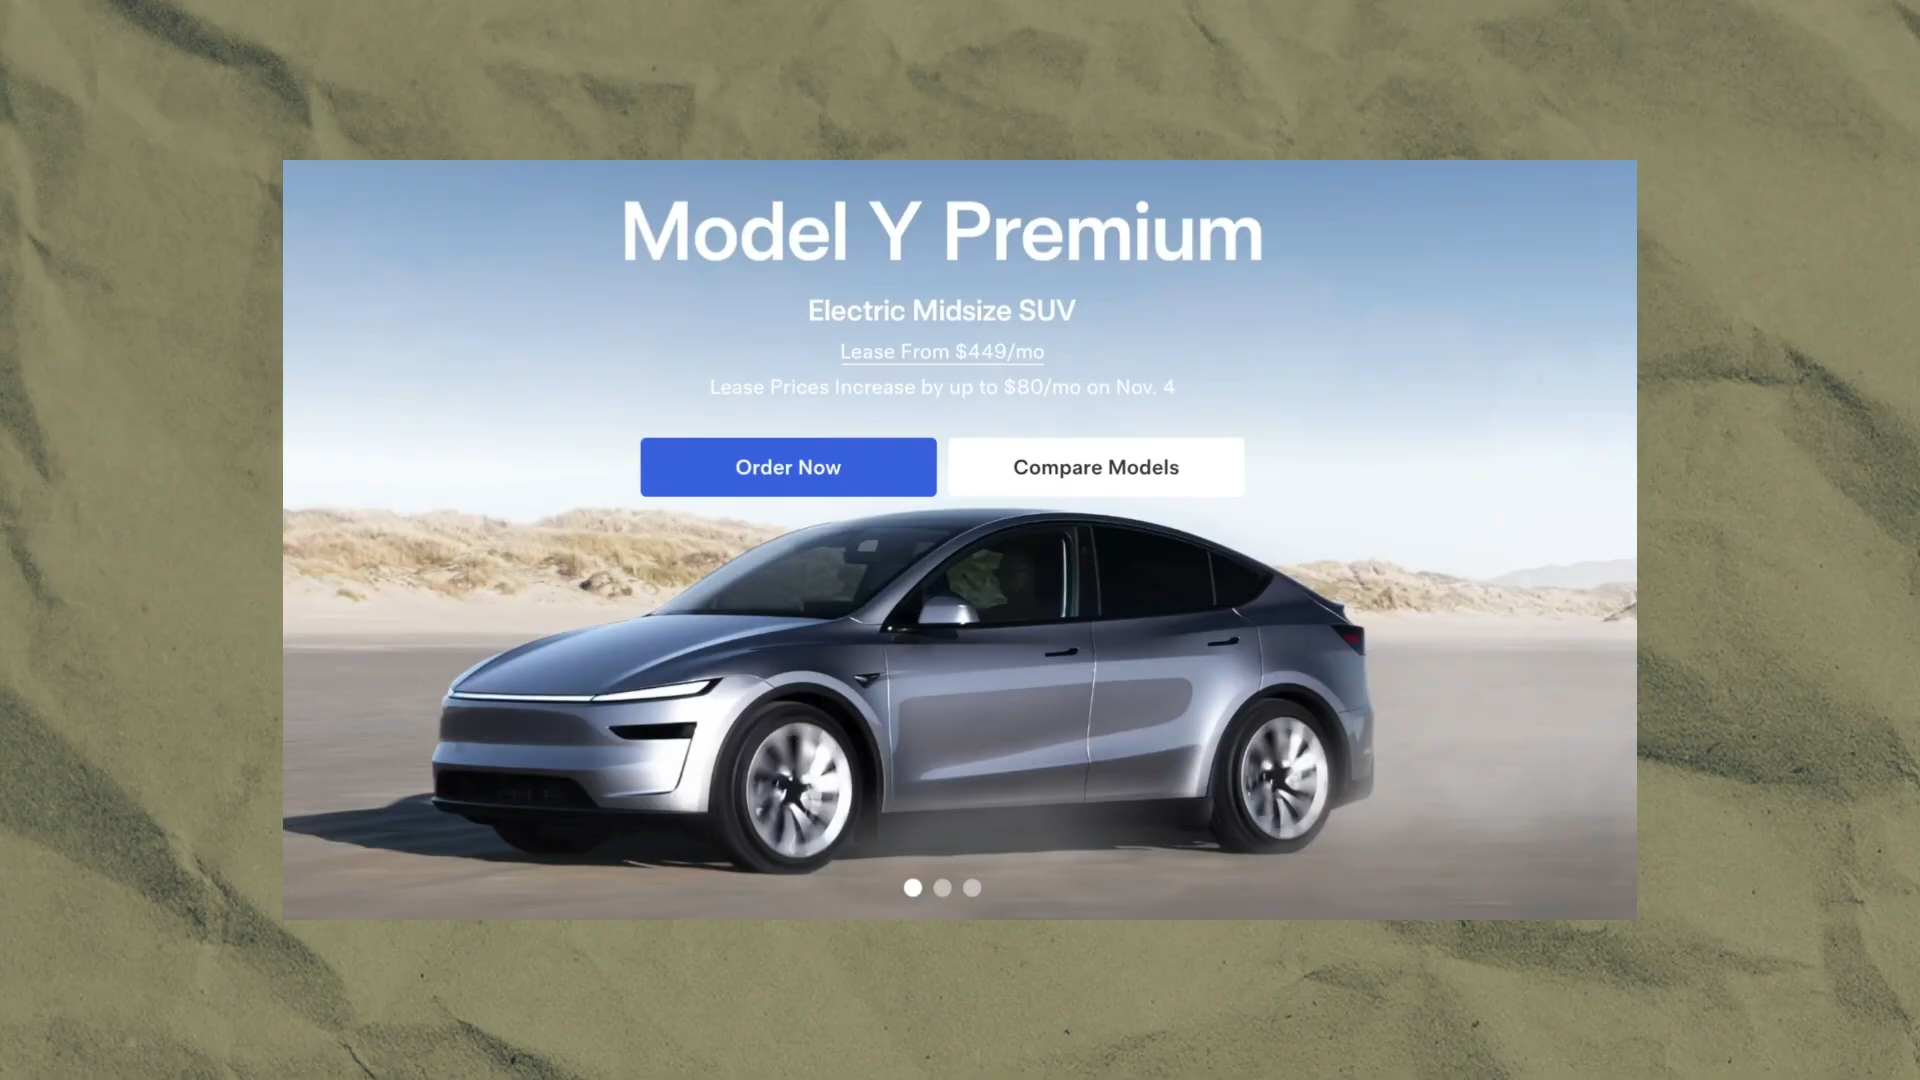 Model Y Premium
Electric Midsize SUV
Lease From $449/mo
Lease Prices Increase by up to $80/mo on Nov. 4
Order Now
Compare Models